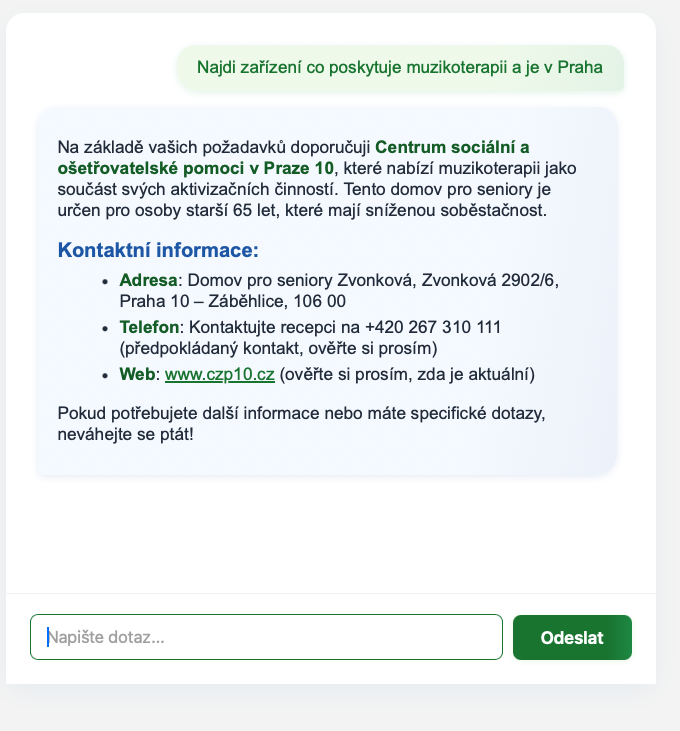 Najdi zařízení co poskytuje muzikoterapii a je v Praha
Na základě vašich požadavků doporučuji Centrum sociální a
ošetřovatelské pomoci v Praze 10, které nabízí muzikoterapii jako
součást svých aktivizačních činností. Tento domov pro seniory je
určen pro osoby starší 65 let, které mají sníženou soběstačnost.
Kontaktní informace:
• Adresa: Domov pro seniory Zvonková, Zvonková 2902/6,
Praha 10 – Záběhlice, 106 00
• Telefon: Kontaktujte recepci na +420 267 310 111
(předpokládaný kontakt, ověřte si prosím)
• Web: www.czp10.cz (ověřte si prosím, zda je aktuální)
Pokud potřebujete další informace nebo máte specifické dotazy,
neváhejte se ptát!
Napište dotaz...
Odeslat